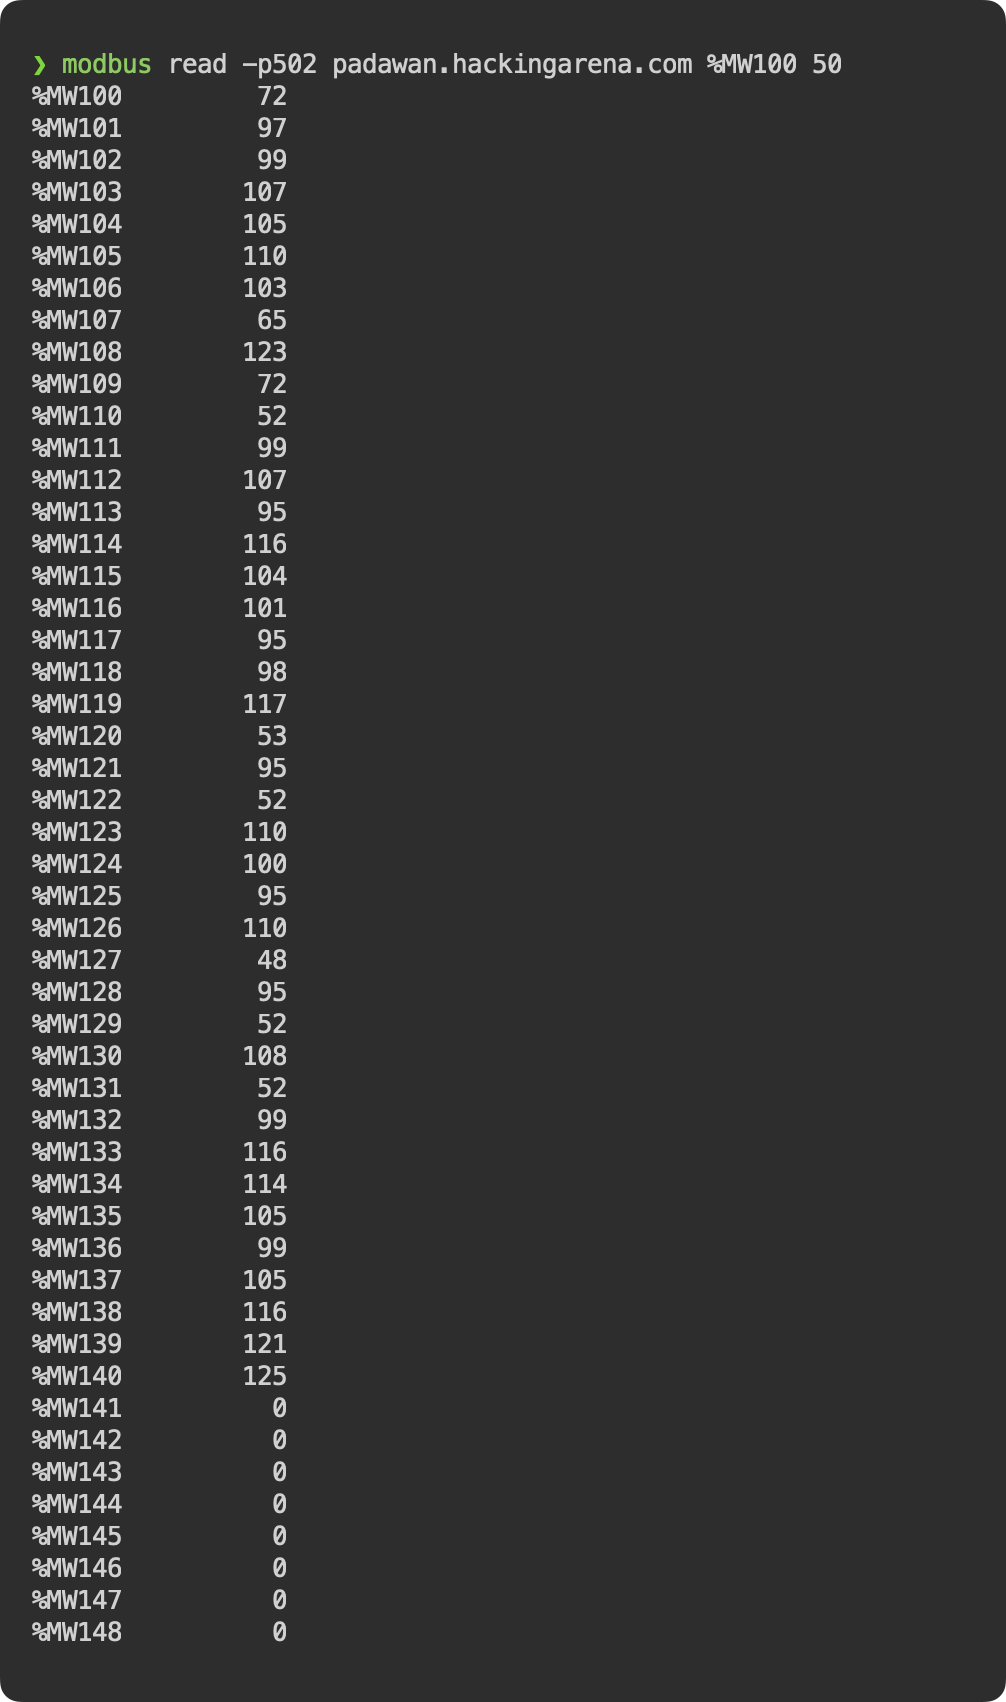 ❯ modbus read -p502 padawan.hackingarena.com %MW100 50
%MW100 72
%MW101 97
%MW102 99
%MW103 107
%MW104 105
%MW105 110
%MW106 103
%MW107 65
%MW108 123
%MW109 72
%MW110 52
%MW111 99
%MW112 107
%MW113 95
%MW114 116
%MW115 104
%MW116 101
%MW117 95
%MW118 98
%MW119 117
%MW120 53
%MW121 95
%MW122 52
%MW123 110
%MW124 100
%MW125 95
%MW126 110
%MW127 48
%MW128 95
%MW129 52
%MW130 108
%MW131 52
%MW132 99
%MW133 116
%MW134 114
%MW135 105
%MW136 99
%MW137 105
%MW138 116
%MW139 121
%MW140 125
%MW141 0
%MW142 0
%MW143 0
%MW144 0
%MW145 0
%MW146 0
%MW147 0
%MW148 0